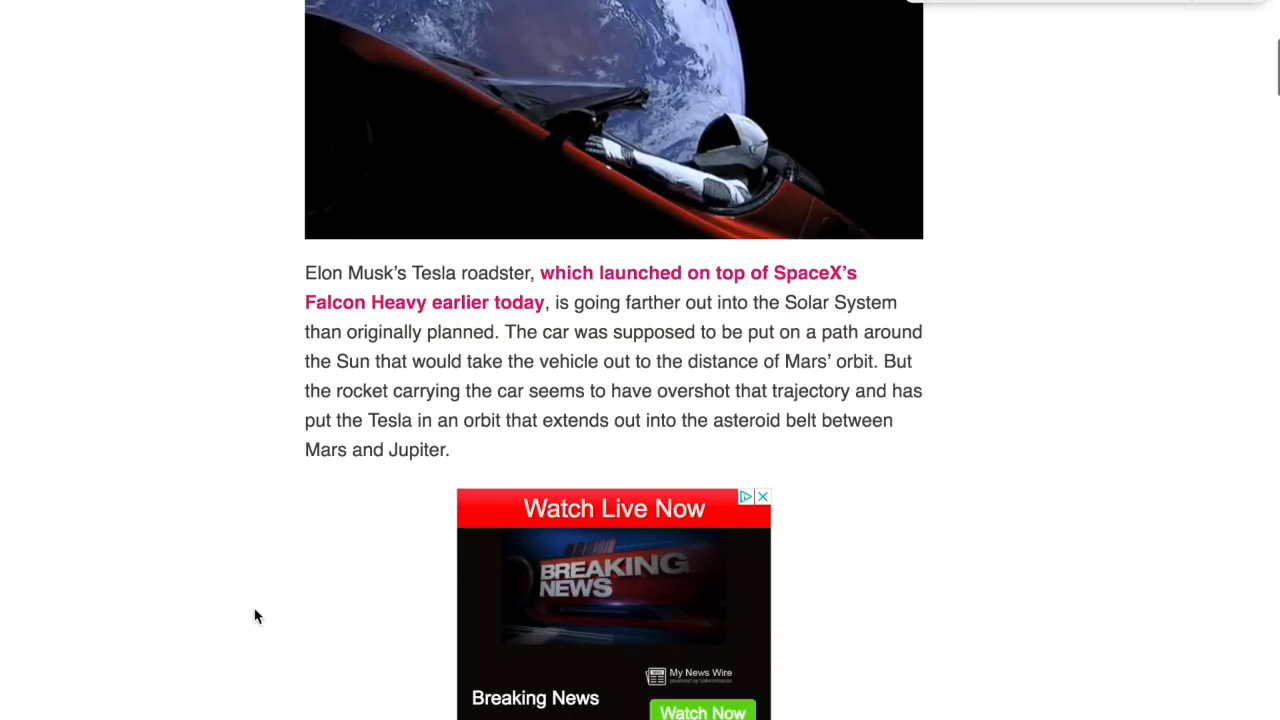 Elon Musk’s Tesla roadster, which launched on top of SpaceX’s
Falcon Heavy earlier today, is going farther out into the Solar System
than originally planned. The car was supposed to be put on a path around
the Sun that would take the vehicle out to the distance of Mars’ orbit. But
the rocket carrying the car seems to have overshot that trajectory and has
put the Tesla in an orbit that extends out into the asteroid belt between
Mars and Jupiter.
Watch Live Now
BREAKING
NEWS
My News Wire
Breaking News
Watch Now